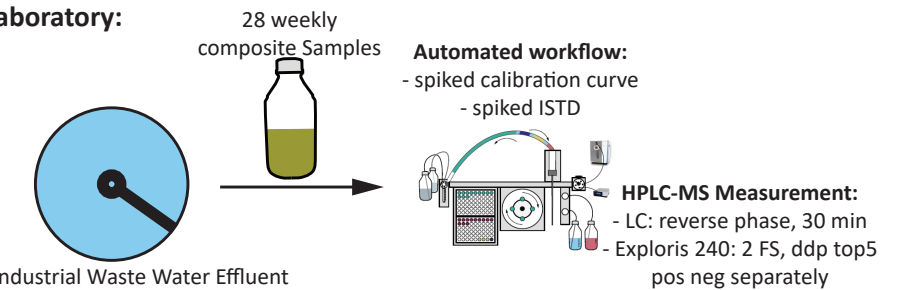 aboratory:
28 weekly
composite Samples
Automated workflow:
- spiked calibration curve
- spiked ISTD
HPLC-MS Measurement:
- LC: reverse phase, 30 min
- Exploris 240: 2 FS, ddp top5
pos neg separately
ndustrial Waste Water Effluent